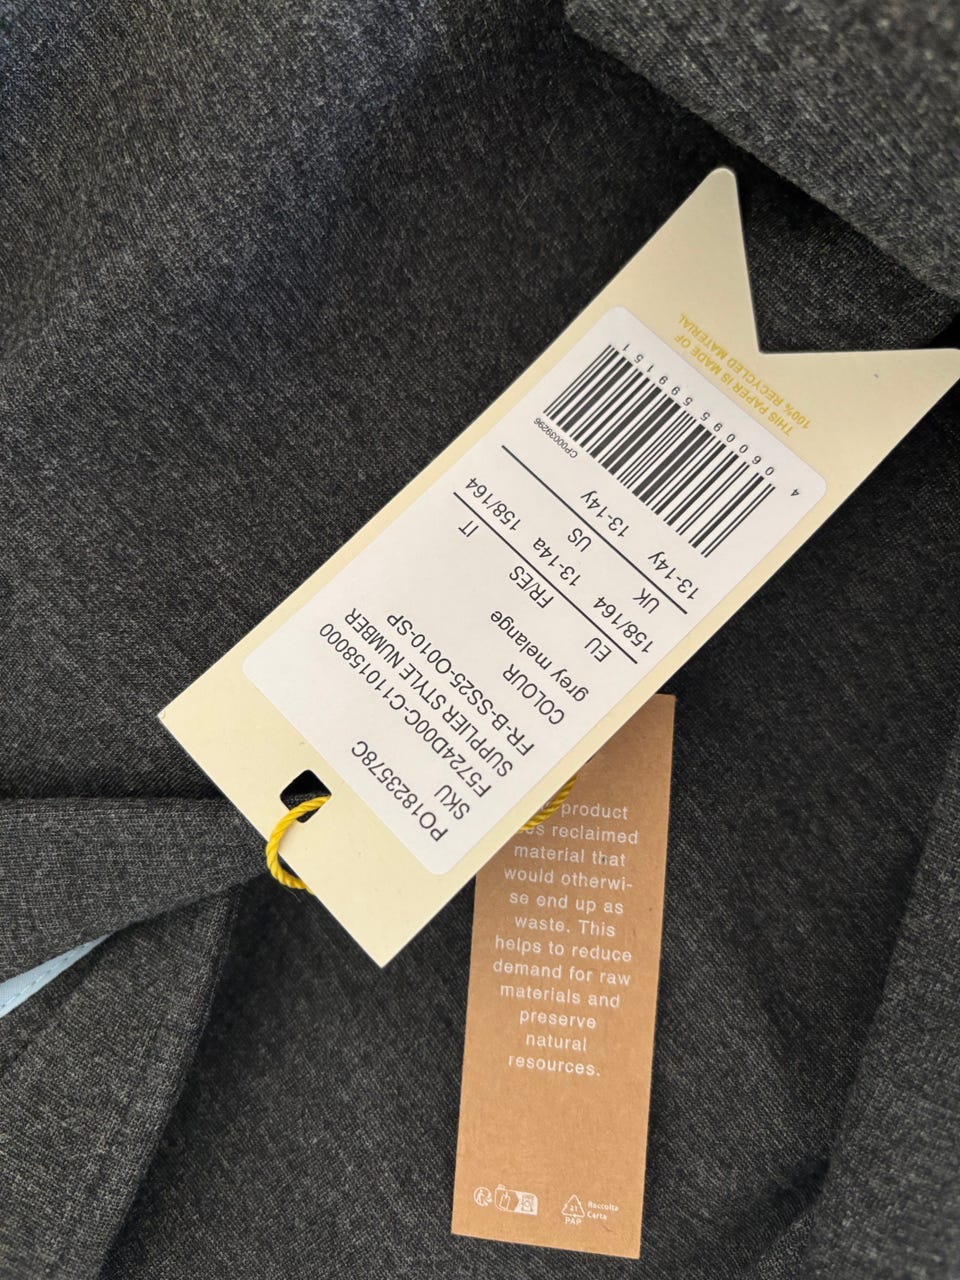 PO1823578C
SKU
F5724D00C-C110158000
SUPPLIER STYLE NUMBER
FR-B-SS25-O010-SP
COLOUR
grey melange
EU FR/ES IT
158/164 13-14a 158/164
UK US
13-14y 13-14y
CP00039296
4 060095 599151
THIS PAPER IS MADE OF
100% RECYCLED MATERIAL
product
reclaimed
material that
would otherwi-
se end up as
waste. This
helps to reduce
demand for raw
materials and
preserve
natural
resources.
21
PAP
Raccolta
Carta